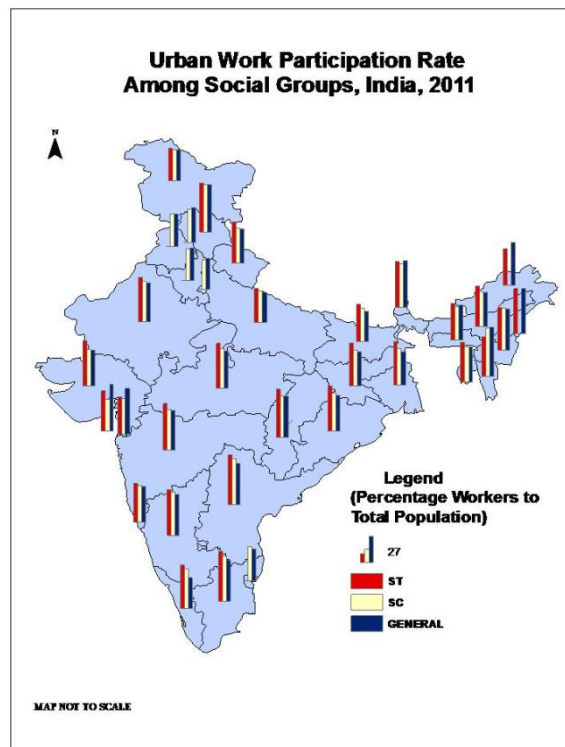 Urban Work Participation Rate
Among Social Groups, India, 2011
N
Legend
(Percentage Workers to
Total Population)
27
ST
SC
GENERAL
MAP NOT TO SCALE